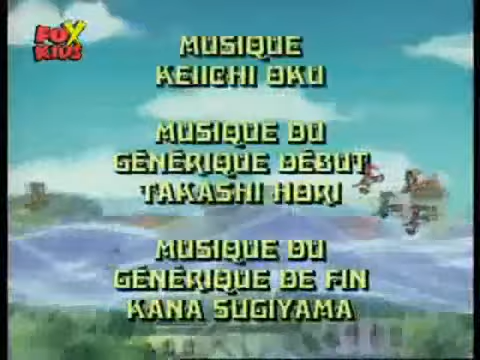 FOX
KIDS
MUSIQUE
KEIICHI OKU
MUSIQUE DU
GÉNÉRIQUE DÉBUT
TAKASHI HORI
MUSIQUE DU
GÉNÉRIQUE DE FIN
KANA SUGIYAMA